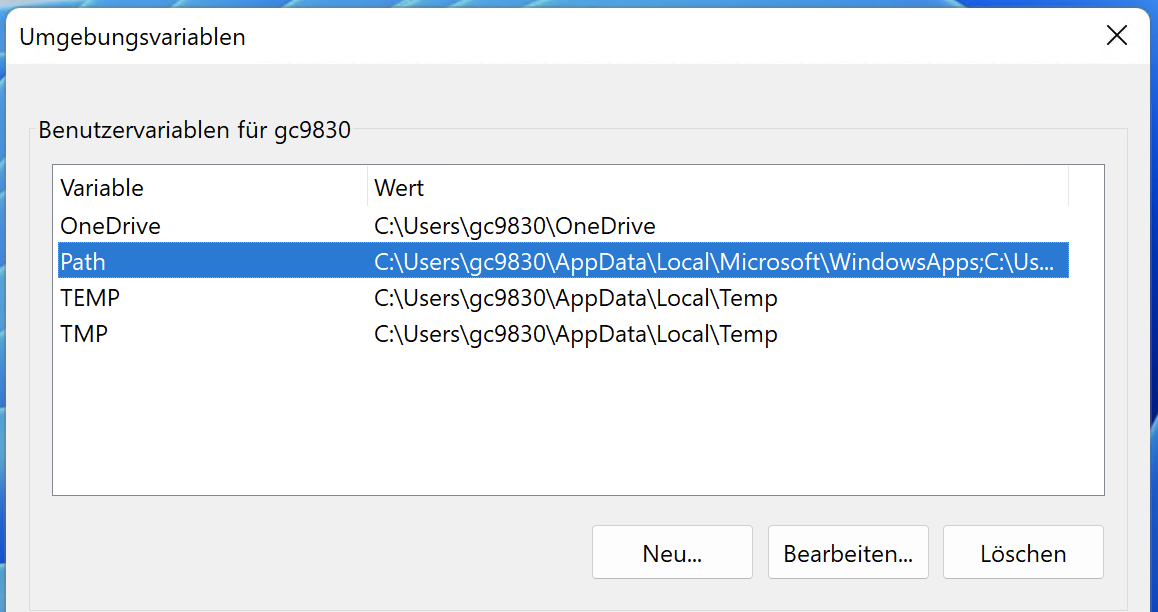 Umgebungsvariablen
Benutzervariablen für gc9830
Variable Wert
OneDrive C:\Users\gc9830\OneDrive
Path C:\Users\gc9830\AppData\Local\Microsoft\WindowsApps;C:\Us...
TEMP C:\Users\gc9830\AppData\Local\Temp
TMP C:\Users\gc9830\AppData\Local\Temp
Neu... Bearbeiten... Löschen